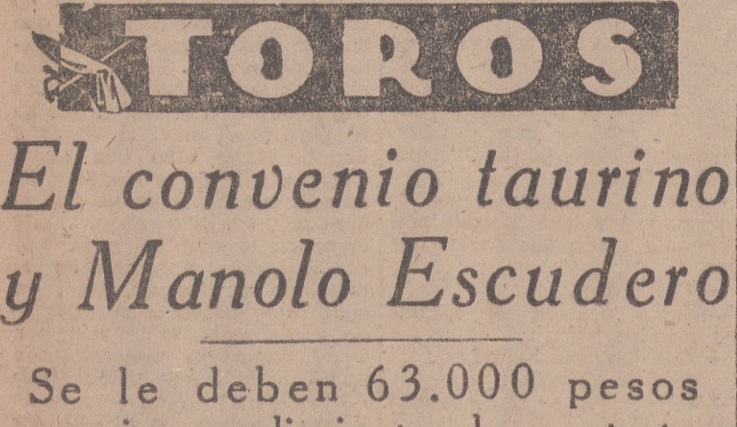 TOROS
El convenio taurino
y Manolo Escudero
Se le deben 63.000 pesos